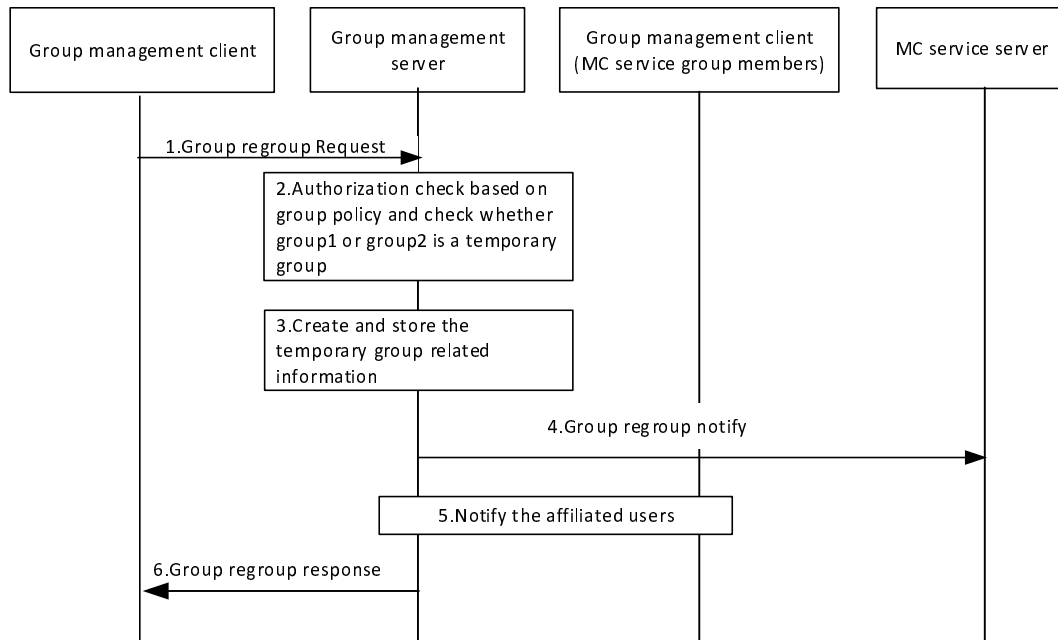 Group management client
Group management
server
Group management client
(MC service group members)
MC service server
1.Group regroup Request
2.Authorization check based on
group policy and check whether
group1 or group2 is a temporary
group
3.Create and store the
temporary group related
information
4.Group regroup notify
5.Notify the affiliated users
6.Group regroup response